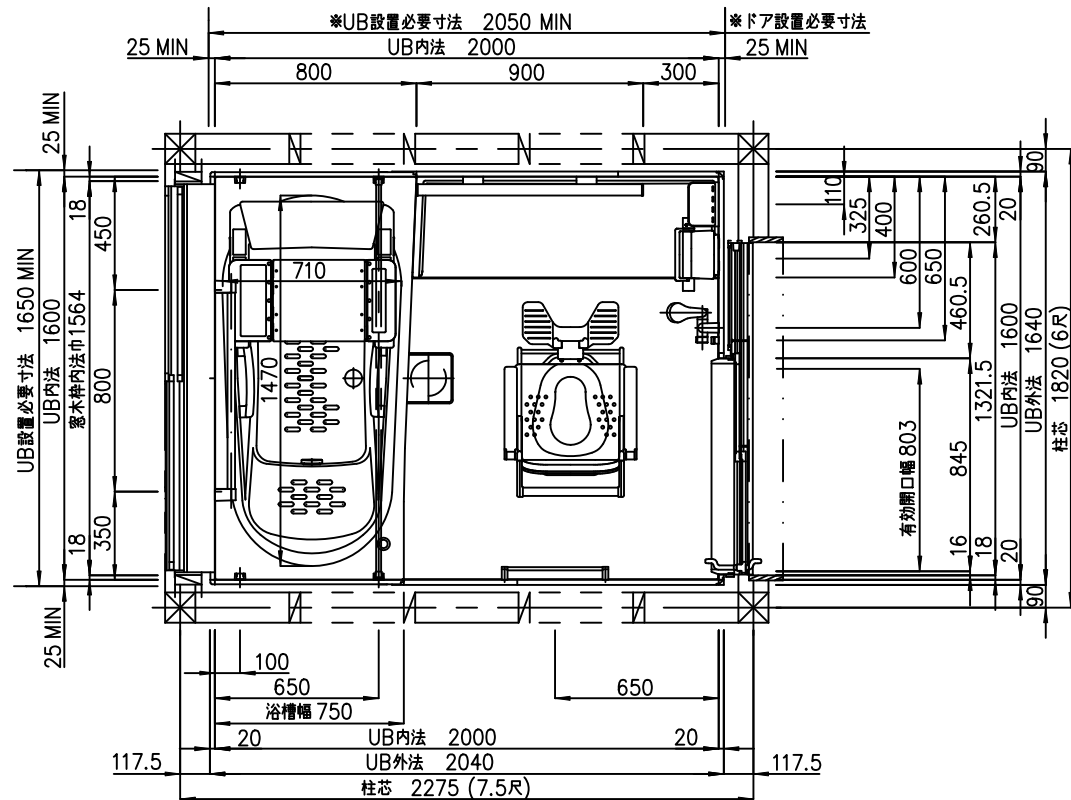 ※UB設置必要寸法 2050 MIN
※ドア設置必要寸法
25 MIN
UB内法 2000
25 MIN
800
900
300
25 MIN
UB設置必要寸法 1650 MIN
UB内法 1600
窓木枠内法巾1564
18
450
800
350
18
25 MIN
710
1470
110
325
400
600
650
有効開口幅 803
460.5
845
16
260.5
1321.5
18
20
UB内法 1600
20
90
UB外法 1640
90
柱芯 1820 (6尺)
100
650
650
浴槽幅 750
20
UB内法 2000
20
117.5
UB外法 2040
117.5
柱芯 2275 (7.5尺)